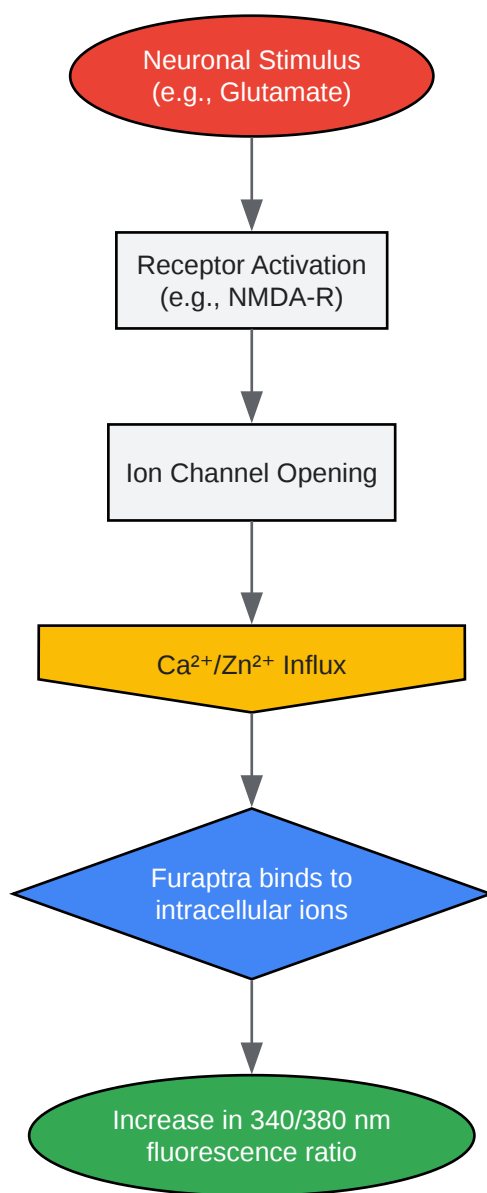 Neuronal Stimulus
(e.g., Glutamate)
Receptor Activation
(e.g., NMDA-R)
Ion Channel Opening
Ca²⁺/Zn²⁺ Influx
Furaptra binds to
intracellular ions
Increase in 340/380 nm
fluorescence ratio